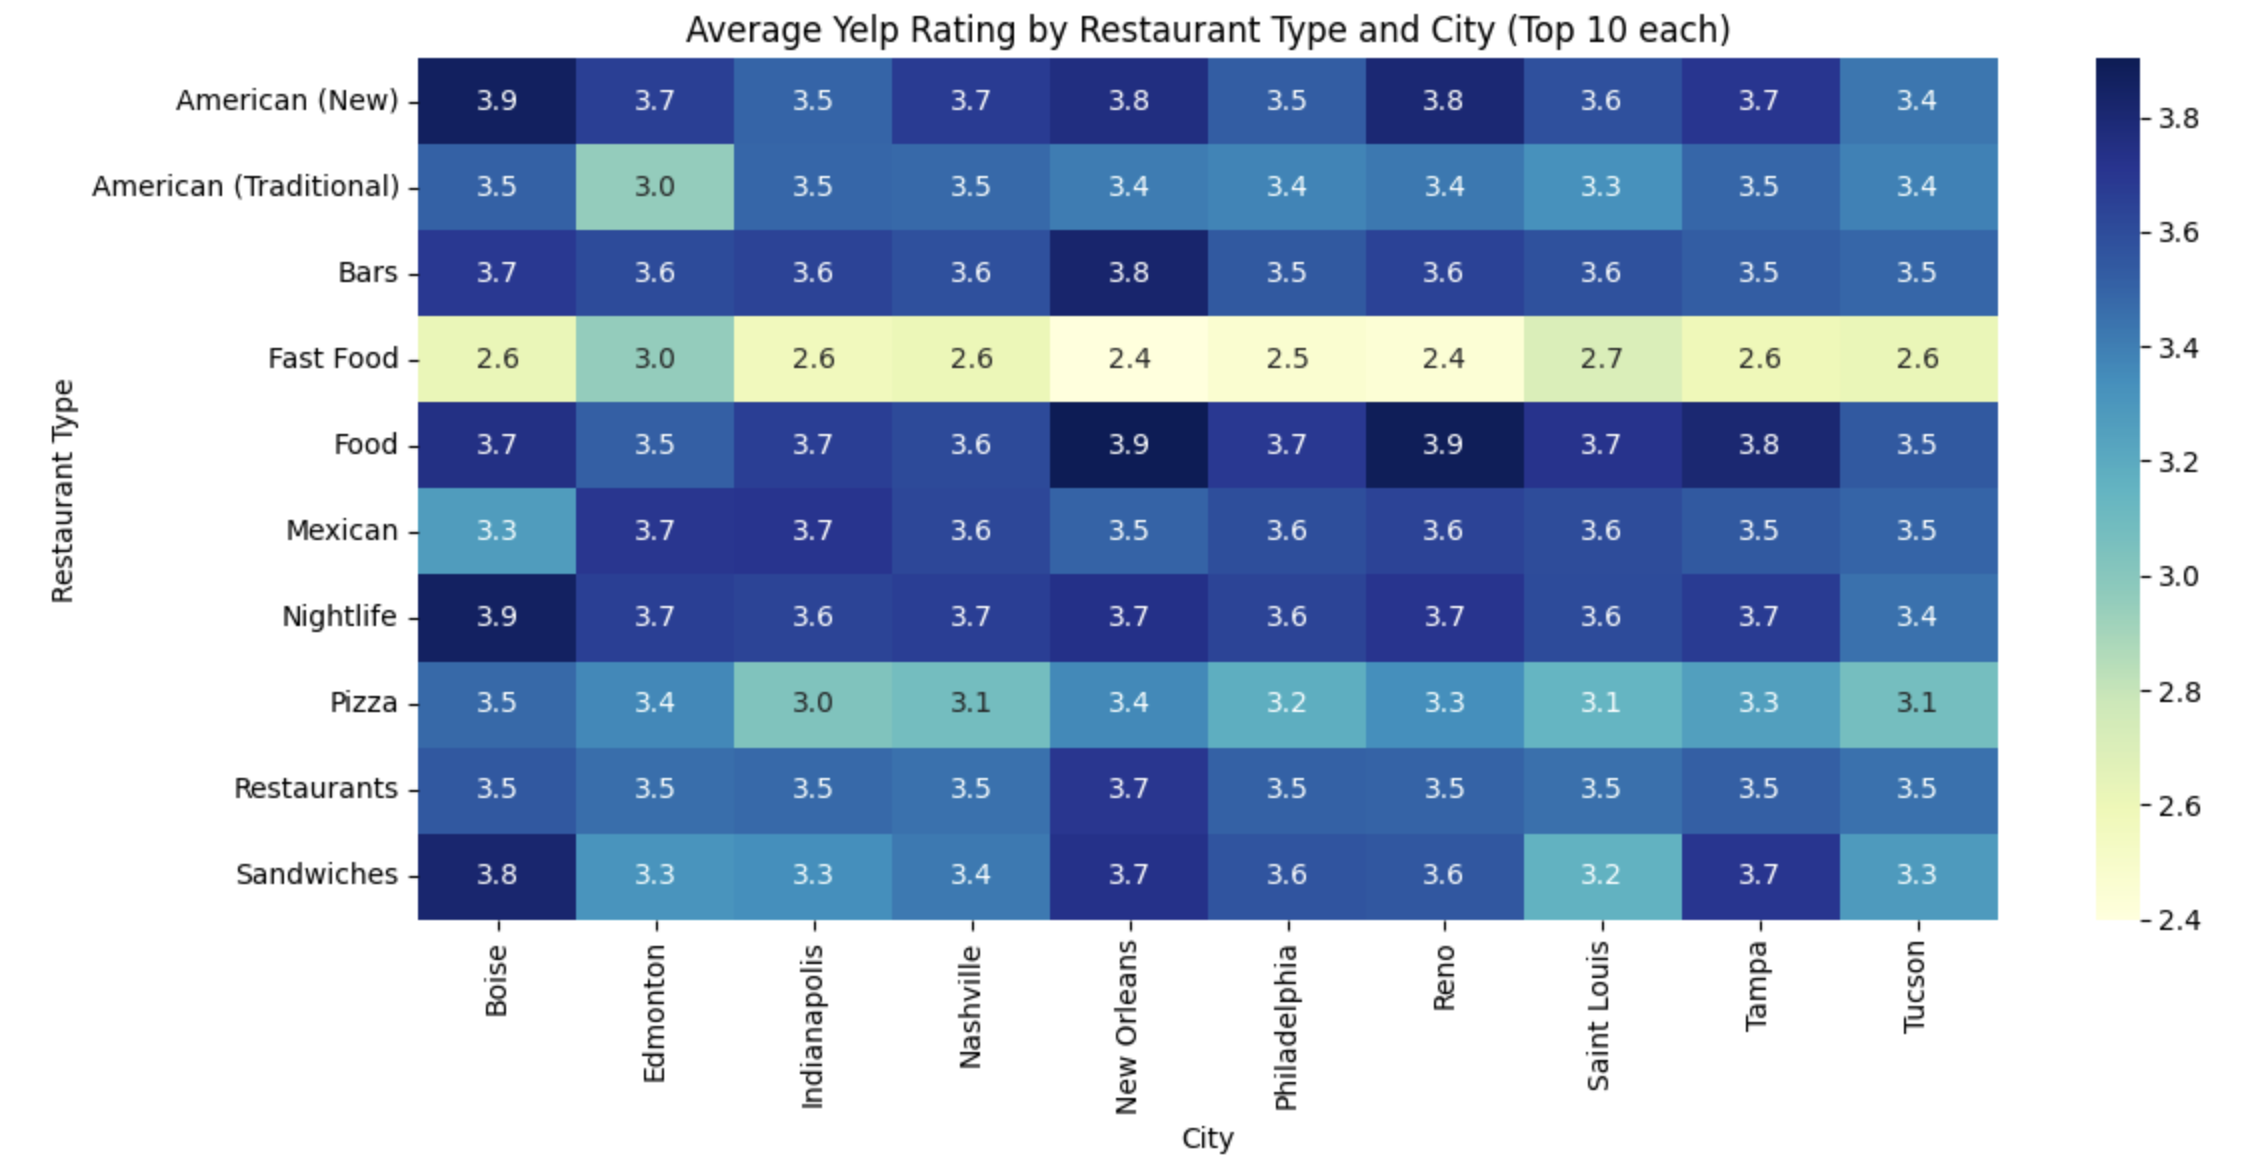 Average Yelp Rating by Restaurant Type and City (Top 10 each)
American (New) 3.9 3.7 3.5 3.7 3.8 3.5 3.8 3.6 3.7 3.4
American (Traditional) 3.5 3.0 3.5 3.5 3.4 3.4 3.4 3.3 3.5 3.4
Bars 3.7 3.6 3.6 3.6 3.8 3.5 3.6 3.6 3.5 3.5
Fast Food 2.6 3.0 2.6 2.6 2.4 2.5 2.4 2.7 2.6 2.6
Food 3.7 3.5 3.7 3.6 3.9 3.7 3.9 3.7 3.8 3.5
Mexican 3.3 3.7 3.7 3.6 3.5 3.6 3.6 3.6 3.5 3.5
Nightlife 3.9 3.7 3.6 3.7 3.7 3.6 3.7 3.6 3.7 3.4
Pizza 3.5 3.4 3.0 3.1 3.4 3.2 3.3 3.1 3.3 3.1
Restaurants 3.5 3.5 3.5 3.5 3.7 3.5 3.5 3.5 3.5 3.5
Sandwiches 3.8 3.3 3.3 3.4 3.7 3.6 3.6 3.2 3.7 3.3
Restaurant Type
Boise
Edmonton
Indianapolis
Nashville
New Orleans
Philadelphia
Reno
Saint Louis
Tampa
Tucson
City
3.8
3.6
3.4
3.2
3.0
2.8
2.6
2.4